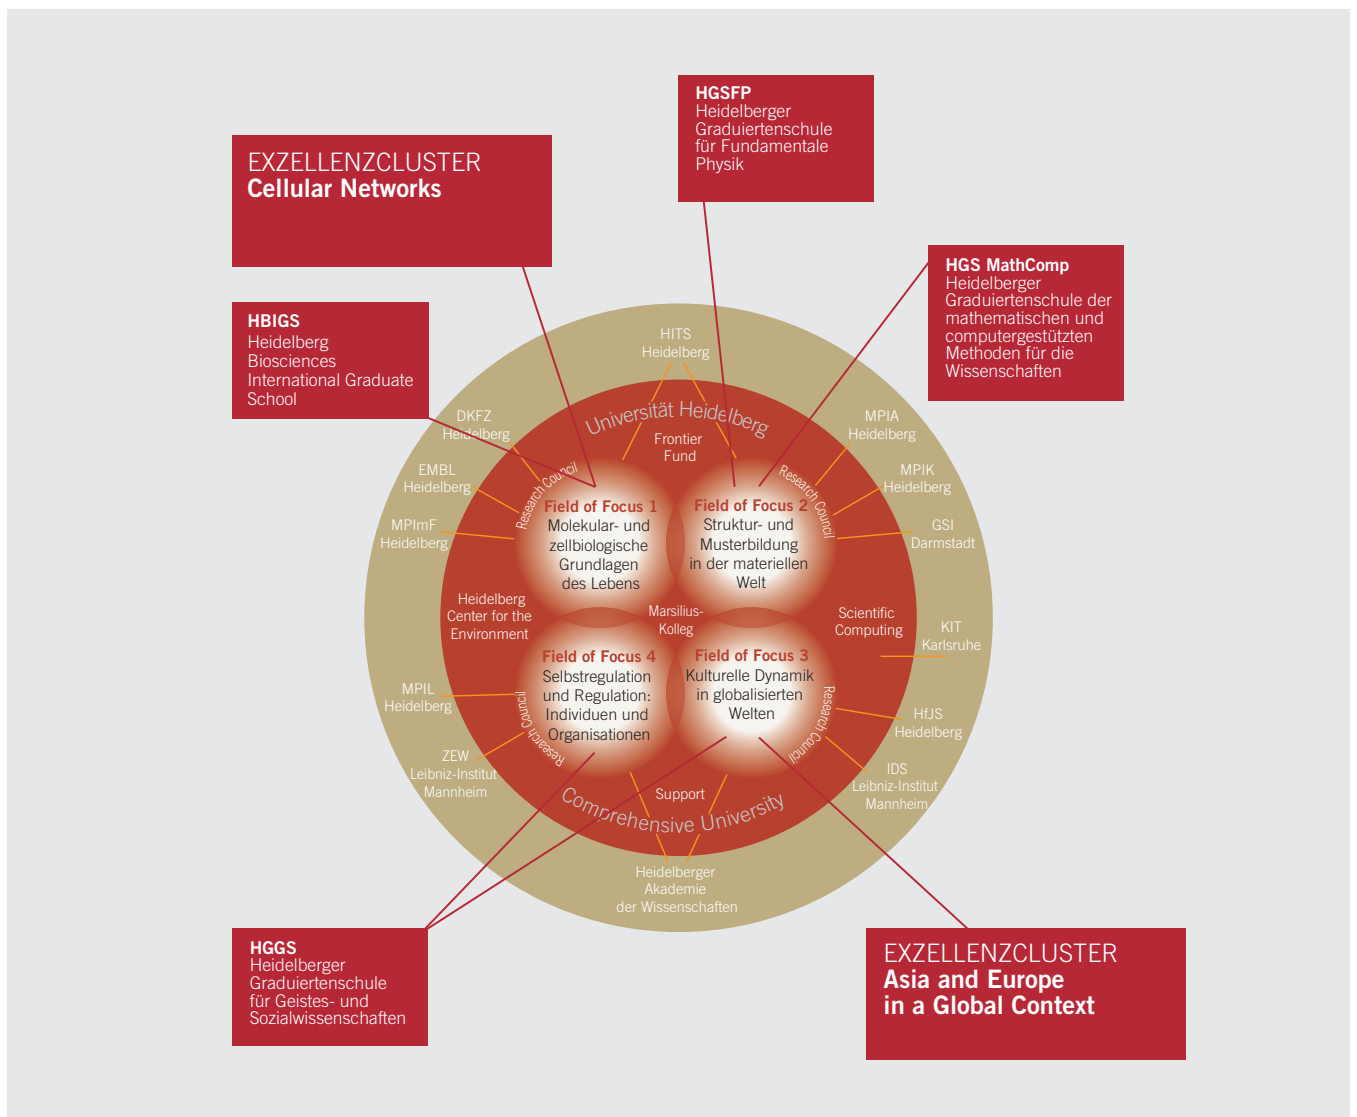 HGSFP
Heidelberger
Graduiertenschule
für Fundamentale
Physik
EXZELLENZCLUSTER
Cellular Networks
HGS MathComp
Heidelberger
Graduiertenschule der
mathematischen und
computergestützten
Methoden für die
Wissenschaften
HBIGS
Heidelberg
Biosciences
International Graduate
School
HITS
Heidelberg
Universität Heidelberg
Frontier
Fund
DKFZ
Heidelberg
EMBL
Heidelberg
MPImF
Heidelberg
MPIA
Heidelberg
MPIK
Heidelberg
GSI
Darmstadt
Research Council
Field of Focus 1
Molekular- und
zellbiologische
Grundlagen
des Lebens
Research Council
Field of Focus 2
Struktur- und
Musterbildung
in der materiellen
Welt
Heidelberg
Center for the
Environment
Marsilius-
Kolleg
Scientific
Computing
KIT
Karlsruhe
Field of Focus 4
Selbstregulation
und Regulation:
Individuen und
Organisationen
Research Council
Field of Focus 3
Kulturelle Dynamik
in globalisierten
Welten
Research Council
MPIL
Heidelberg
ZEW
Leibniz-Institut
Mannheim
HfJS
Heidelberg
IDS
Leibniz-Institut
Mannheim
Support
Comprehensive University
Heidelberger
Akademie
der Wissenschaften
HGGS
Heidelberger
Graduiertenschule
für Geistes- und
Sozialwissenschaften
EXZELLENZCLUSTER
Asia and Europe
in a Global Context